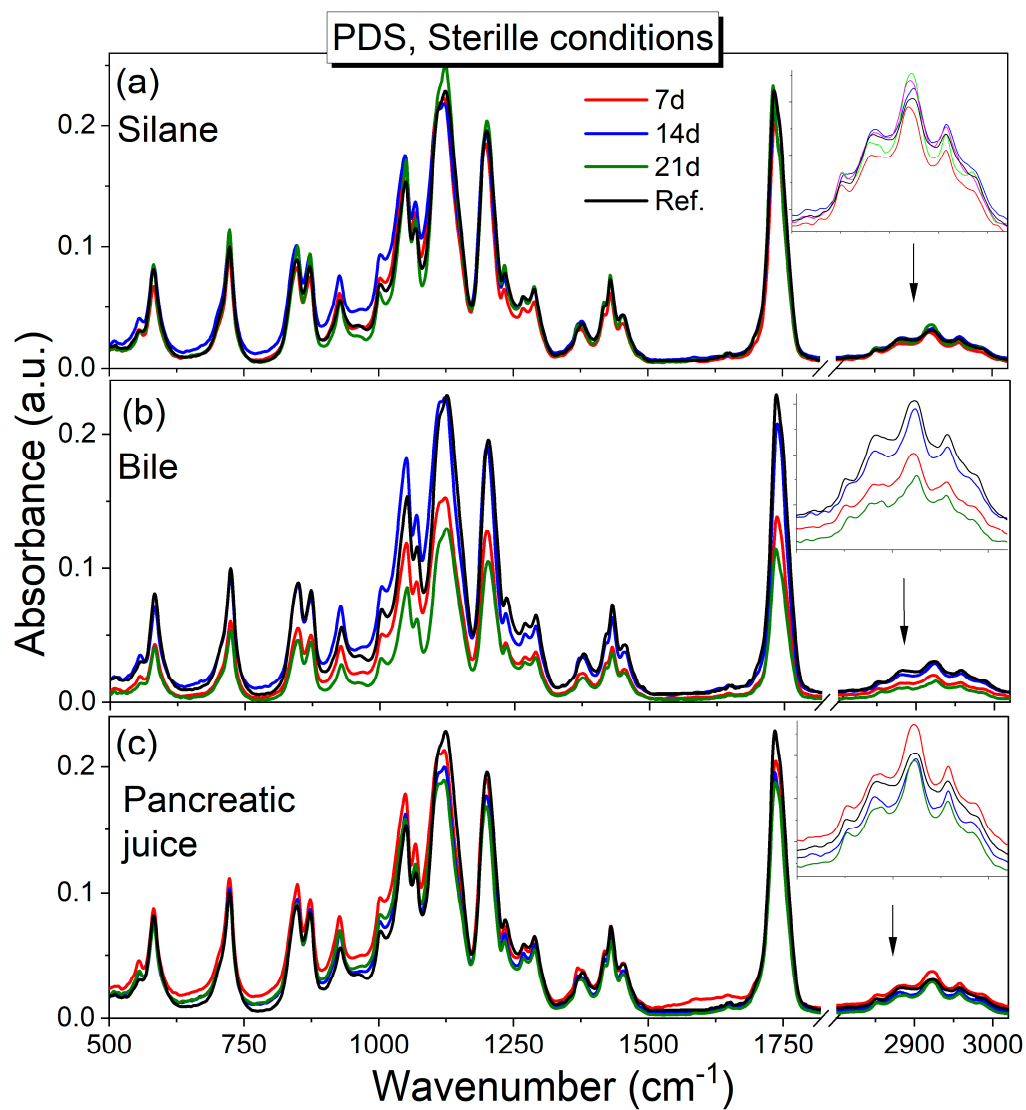 PDS, Sterille conditions
(a)
Silane
7d
14d
21d
Ref.
0.2
0.1
0.0
(b)
Bile
0.2
0.1
0.0
(c)
Pancreatic
juice
0.2
0.1
0.0
Absorbance (a.u.)
500 750 1000 1250 1500 1750 2900 3000
Wavenumber (cm⁻¹)